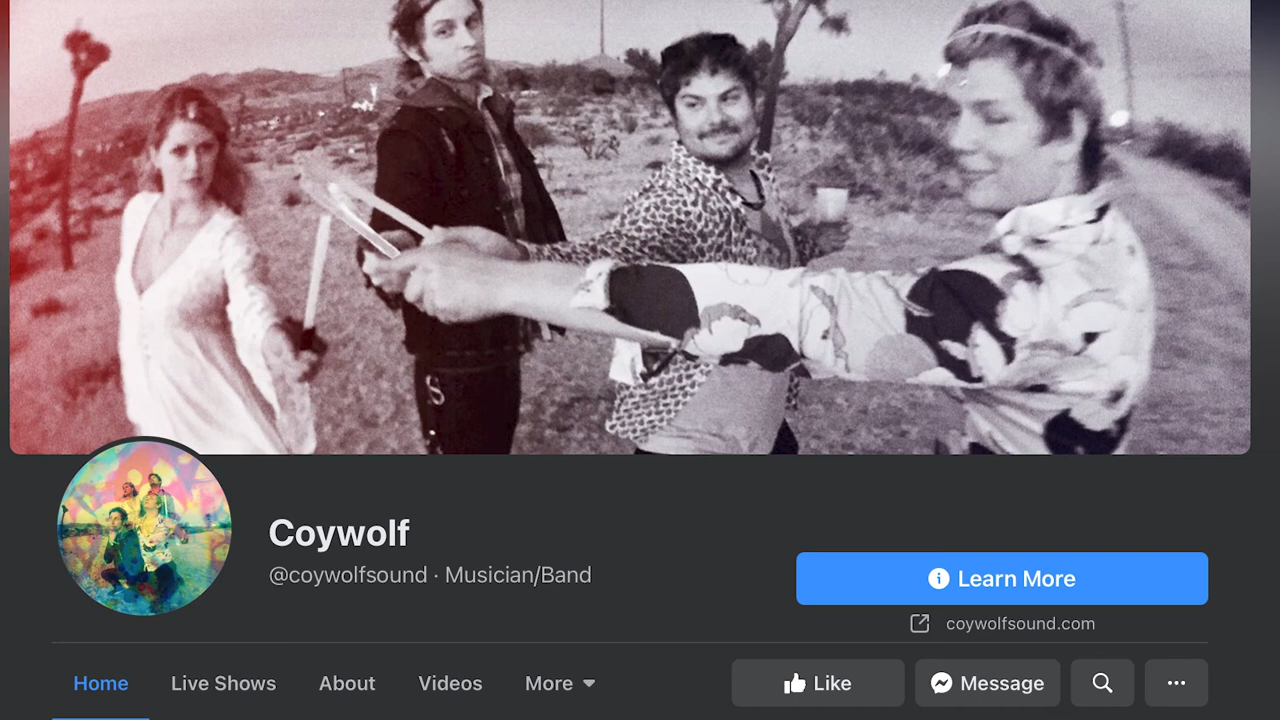 Coywolf
@coywolfsound · Musician/Band
Learn More
coywolfsound.com
Home Live Shows About Videos More Like Message